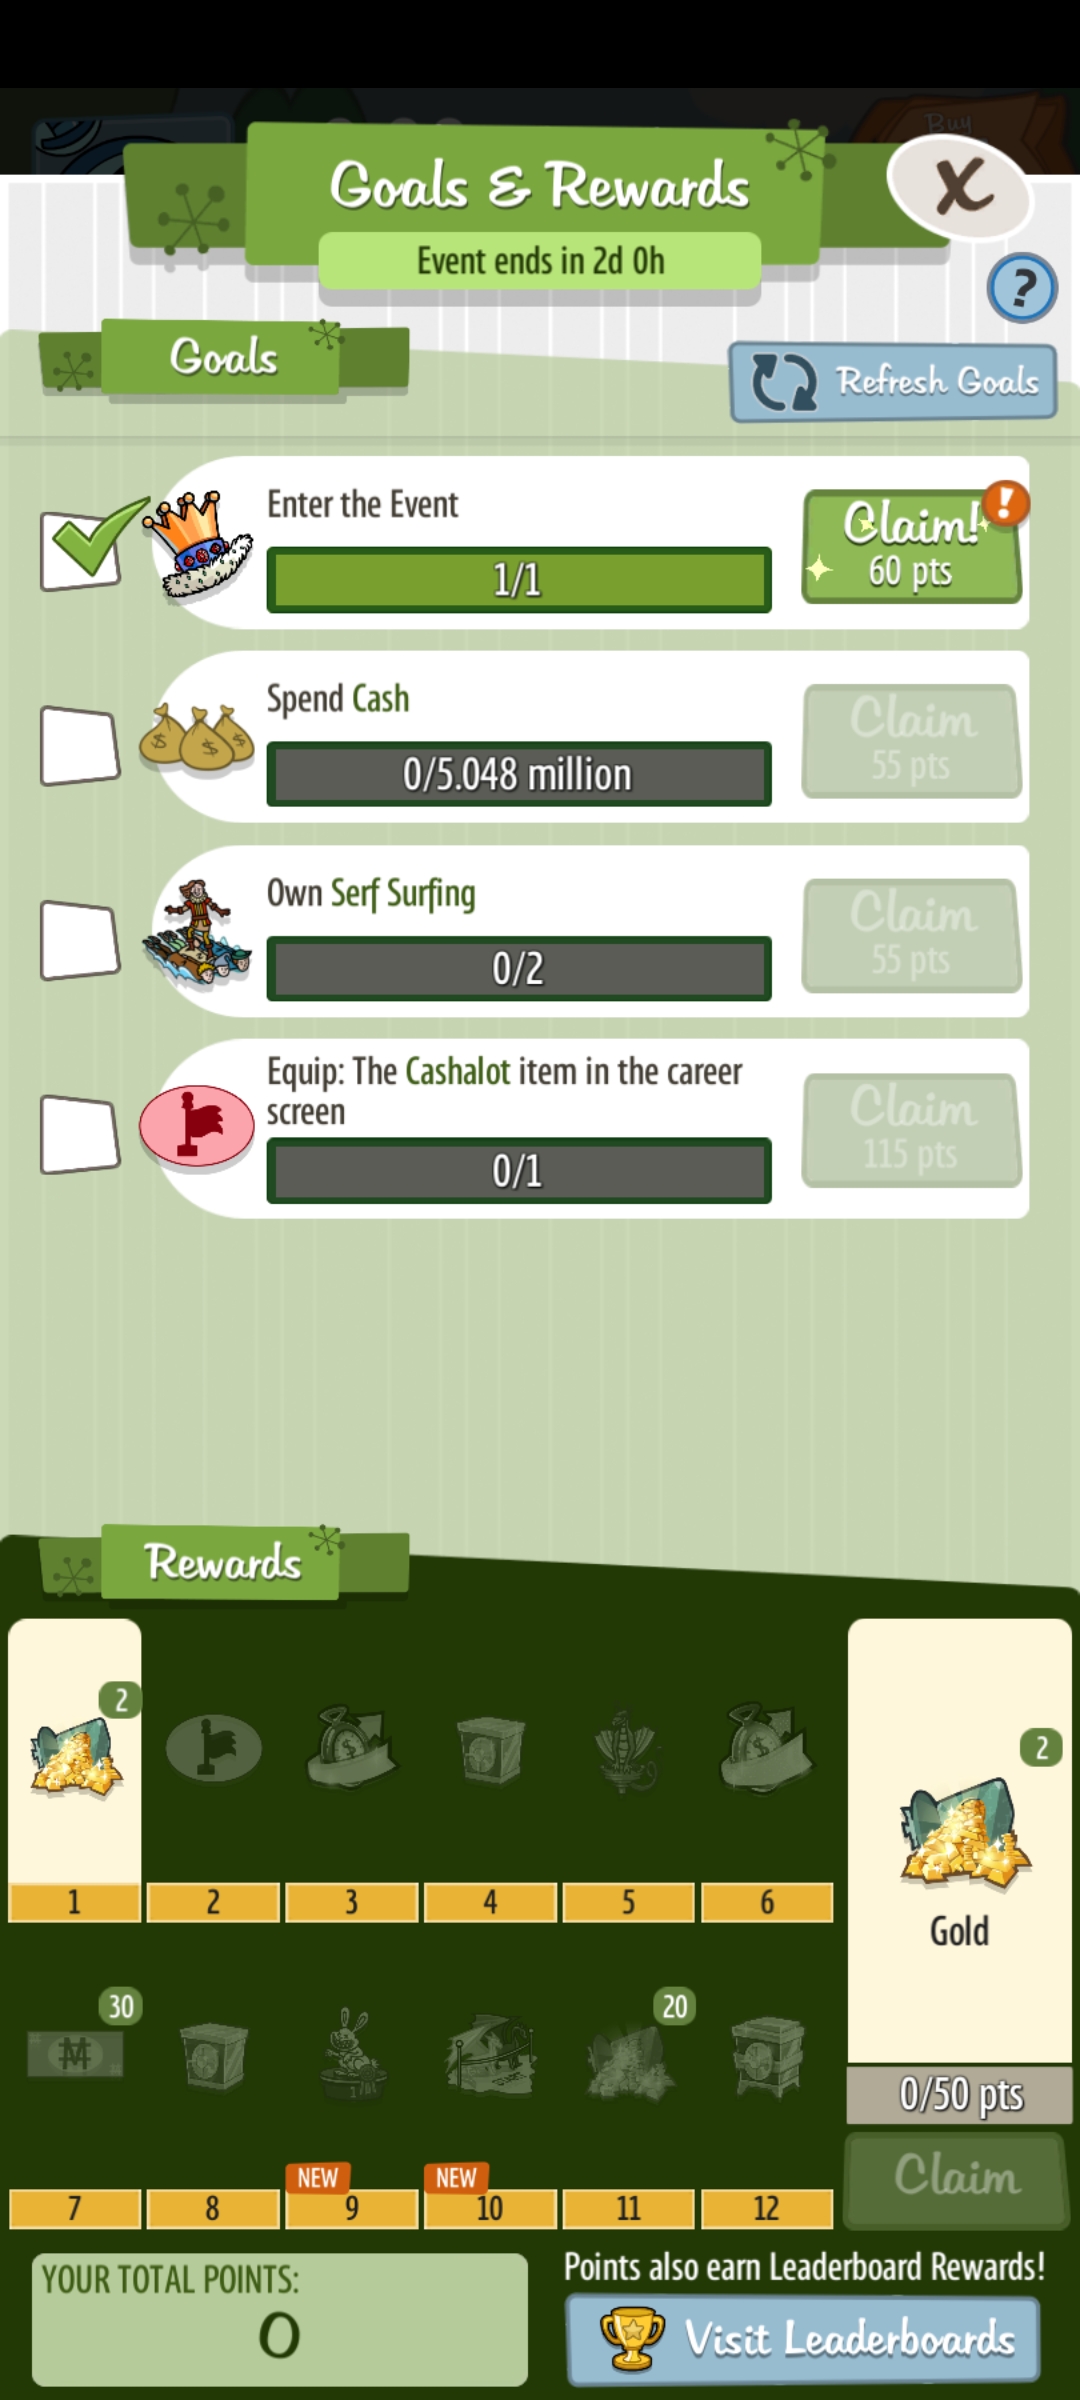 Buy
Goals & Rewards
X
Event ends in 2d 0h
?
Goals
Refresh Goals
Enter the Event
1/1
Claim!
60 pts
!
Spend Cash
0/5.048 million
Claim
55 pts
Own Serf Surfing
0/2
Claim
55 pts
Equip: The Cashalot item in the career
screen
0/1
Claim
115 pts
Rewards
2
1
2
3
4
5
6
2
Gold
30
20
0/50 pts
Claim
NEW
NEW
7
8
9
10
11
12
YOUR TOTAL POINTS:
0
Points also earn Leaderboard Rewards!
Visit Leaderboards